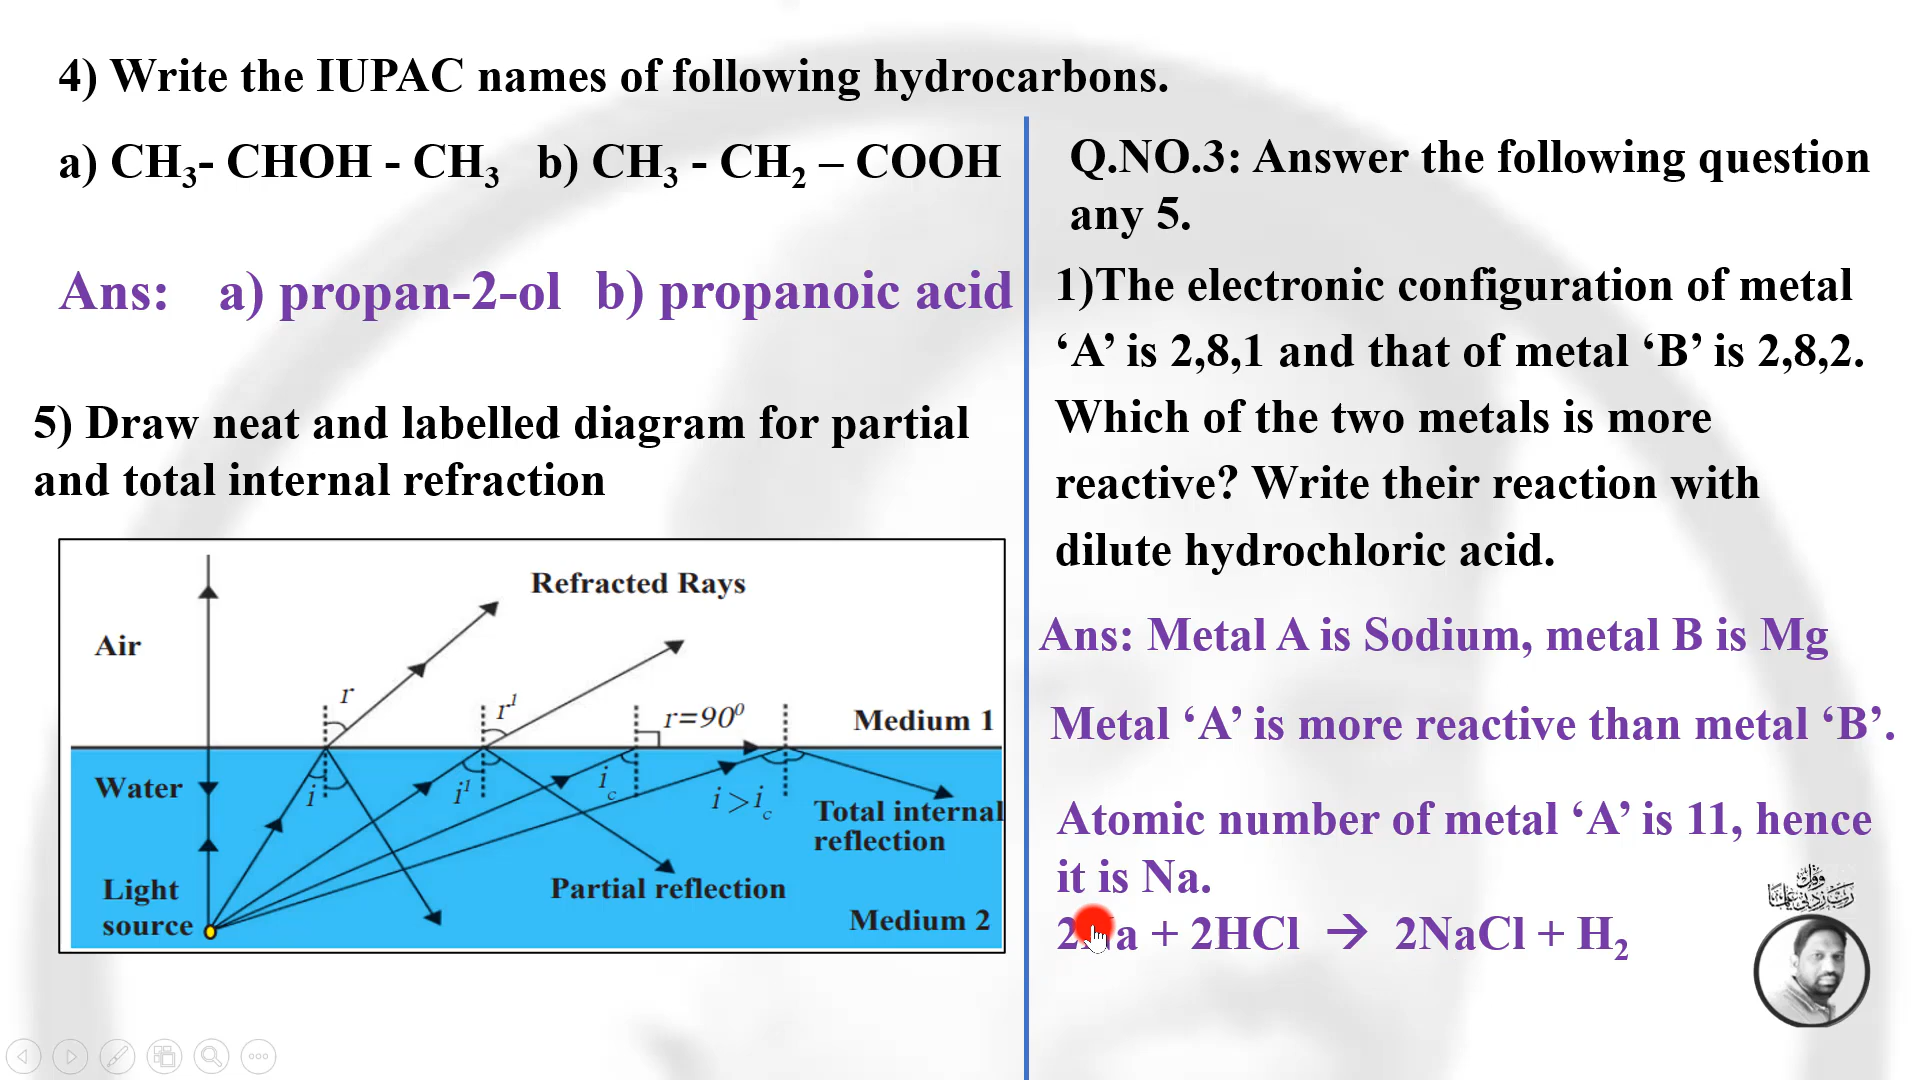 4) Write the IUPAC names of following hydrocarbons.
a) CH3- CHOH - CH3 b) CH3 - CH2 – COOH
Ans: a) propan-2-ol b) propanoic acid
5) Draw neat and labelled diagram for partial
and total internal refraction
Refracted Rays
Air
r
r1
r=90⁰
Medium 1
Water
i
i1
ic
i > ic
Total internal
reflection
Light
source
Partial reflection
Medium 2
Q.NO.3: Answer the following question
any 5.
1)The electronic configuration of metal
‘A’ is 2,8,1 and that of metal ‘B’ is 2,8,2.
Which of the two metals is more
reactive? Write their reaction with
dilute hydrochloric acid.
Ans: Metal A is Sodium, metal B is Mg
Metal ‘A’ is more reactive than metal ‘B’.
Atomic number of metal ‘A’ is 11, hence
it is Na.
2Na + 2HCl → 2NaCl + H2
وقل
رب زدني علما